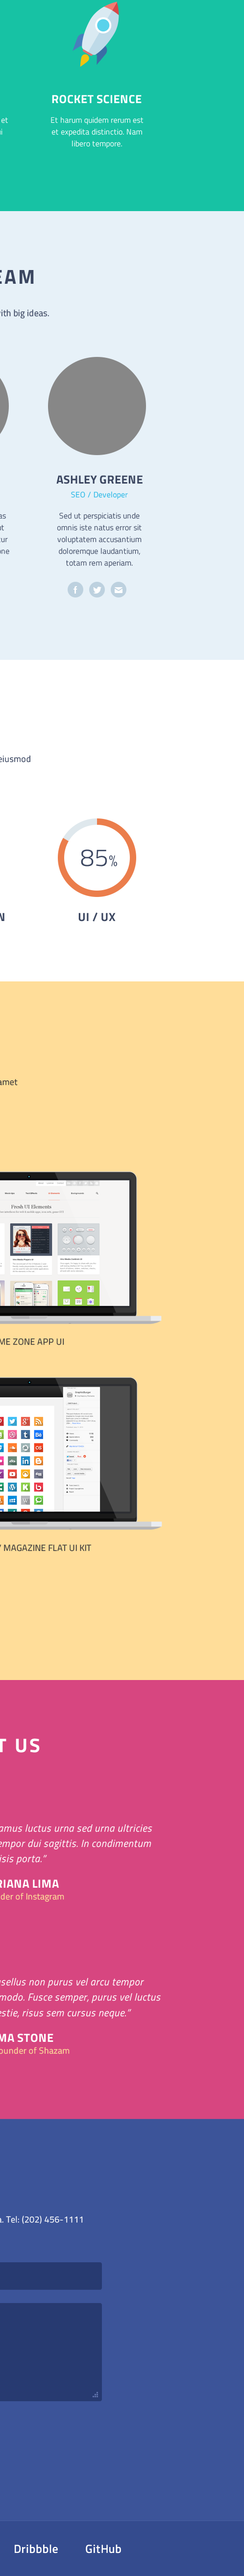 ROCKET SCIENCE
et
Et harum quidem rerum est
et expedita distinctio. Nam
libero tempore.
EAM
ith big ideas.
ASHLEY GREENE
SEO / Developer
Sed ut perspiciatis unde
omnis iste natus error sit
voluptatem accusantium
doloremque laudantium,
totam rem aperiam.
eiusmod
85%
UI / UX
amet
Fresh UI Elements
ME ZONE APP UI
MAGAZINE FLAT UI KIT
T US
amus luctus urna sed urna ultricies
empor dui sagittis. In condimentum
isis porta.”
RIANA LIMA
der of Instagram
sellus non purus vel arcu tempor
modo. Fusce semper, purus vel luctus
estie, risus sem cursus neque.”
MA STONE
ounder of Shazam
. Tel: (202) 456-1111
Dribbble
GitHub